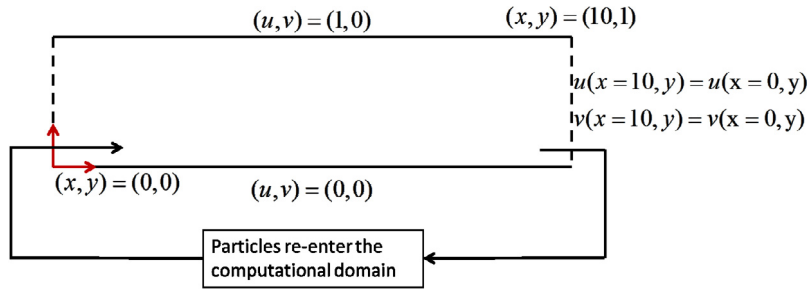 (u,v) = (1,0)
(x, y) = (10,1)
u(x = 10, y) = u(x = 0, y)
v(x = 10, y) = v(x = 0, y)
(x, y) = (0,0)
(u,v) = (0,0)
Particles re-enter the
computational domain